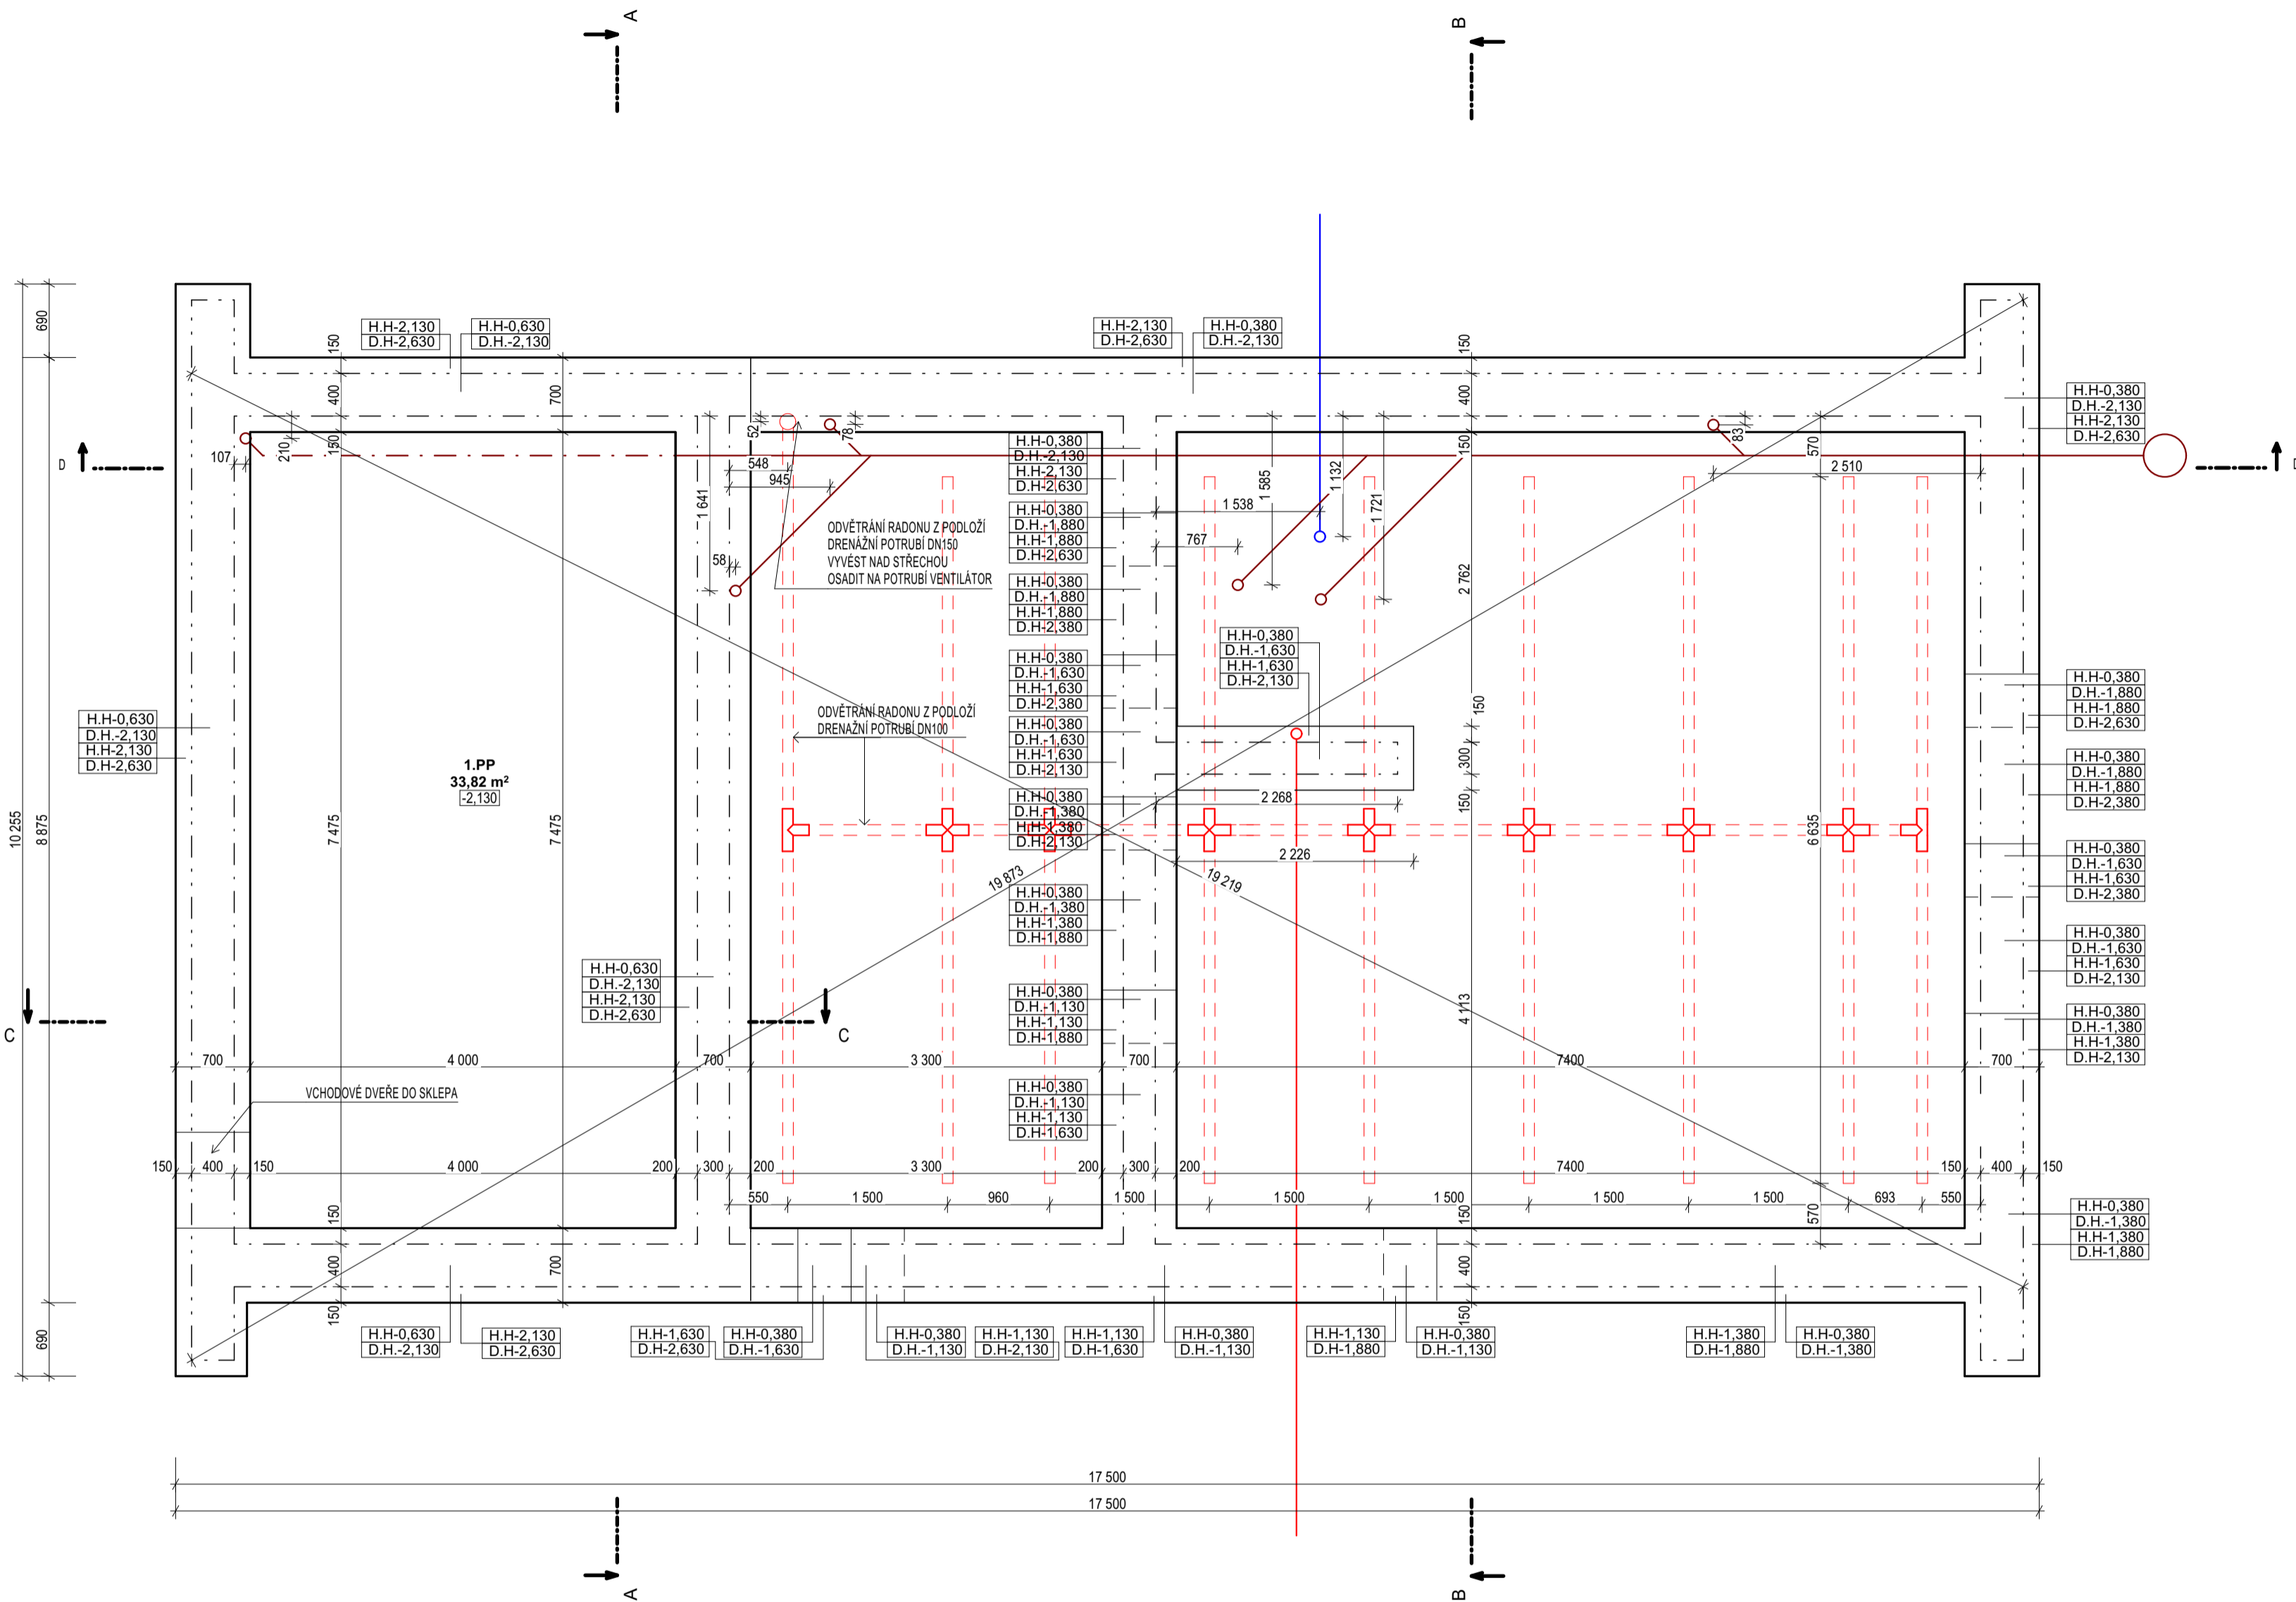 A
B
690
150
H.H-2,130
D.H-2,630
H.H-0,630
D.H.-2,130
H.H-2,130
D.H-2,630
H.H-0,380
D.H.-2,130
150
400
700
400
H.H-0,380
D.H.-2,130
H.H-2,130
D.H-2,630
D
107
210
150
52
78
548
945
1 641
58
H.H-0,380
D.H.-2,130
H.H-2,130
D.H-2,630
1 585
1 132
1 538
1 721
767
150
83
570
2 510
ODVĚTRÁNÍ RADONU Z PODLOŽÍ
DRENÁŽNÍ POTRUBÍ DN150
VYVÉST NAD STŘECHOU
OSADIT NA POTRUBÍ VENTILÁTOR
H.H-0,380
D.H.-1,880
H.H-1,880
D.H-2,630
H.H-0,380
D.H.-1,880
H.H-1,880
D.H-2,380
2 762
H.H-0,380
D.H.-1,630
H.H-1,630
D.H-2,130
H.H-0,380
D.H.-1,630
H.H-1,630
D.H-2,380
H.H-0,380
D.H.-1,880
H.H-1,880
D.H-2,630
H.H-0,630
D.H.-2,130
H.H-2,130
D.H-2,630
ODVĚTRÁNÍ RADONU Z PODLOŽÍ
DRENAŽNÍ POTRUBÍ DN100
H.H-0,380
D.H.-1,630
H.H-1,630
D.H-2,130
150
300
150
1.PP
33,82 m²
-2,130
H.H-0,380
D.H.-1,880
H.H-1,880
D.H-2,380
H.H-0,380
D.H.-1,380
H.H-1,380
D.H-2,130
2 268
2 226
10 255
8 875
7 475
7 475
6 635
H.H-0,380
D.H.-1,630
H.H-1,630
D.H-2,380
19 873
19 219
H.H-0,380
D.H.-1,380
H.H-1,380
D.H-1,880
H.H-0,380
D.H.-1,630
H.H-1,630
D.H-2,130
H.H-0,630
D.H.-2,130
H.H-2,130
D.H-2,630
H.H-0,380
D.H.-1,130
H.H-1,130
D.H-1,880
4 113
H.H-0,380
D.H.-1,380
H.H-1,380
D.H-2,130
C
C
700
4 000
700
3 300
700
7400
700
VCHODOVÉ DVEŘE DO SKLEPA
H.H-0,380
D.H.-1,130
H.H-1,130
D.H-1,630
150
400
150
4 000
200
300
200
3 300
200
300
200
7400
150
400
150
550
1 500
960
1 500
1 500
1 500
1 500
1 500
693
550
150
150
570
H.H-0,380
D.H.-1,380
H.H-1,380
D.H-1,880
400
700
400
150
150
690
H.H-0,630
D.H.-2,130
H.H-2,130
D.H-2,630
H.H-1,630
D.H-2,630
H.H-0,380
D.H.-1,630
H.H-0,380
D.H.-1,130
H.H-1,130
D.H-2,130
H.H-1,130
D.H-1,630
H.H-0,380
D.H.-1,130
H.H-1,130
D.H-1,880
H.H-0,380
D.H.-1,130
H.H-1,380
D.H-1,880
H.H-0,380
D.H.-1,380
17 500
17 500
A
B